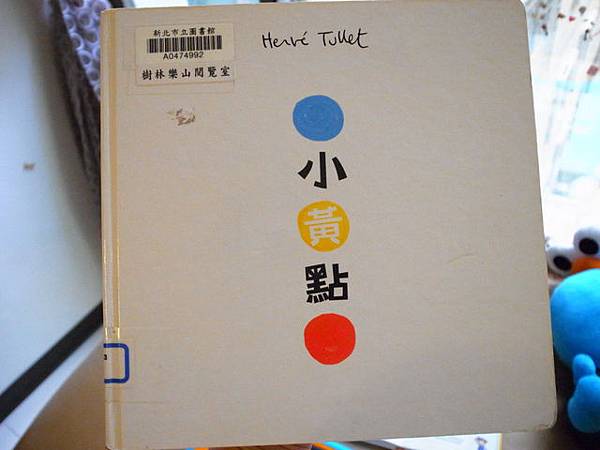 新北市立圖書館
A0474992
樹林樂山閱覽室
Hervé Tullet
小
黃
點